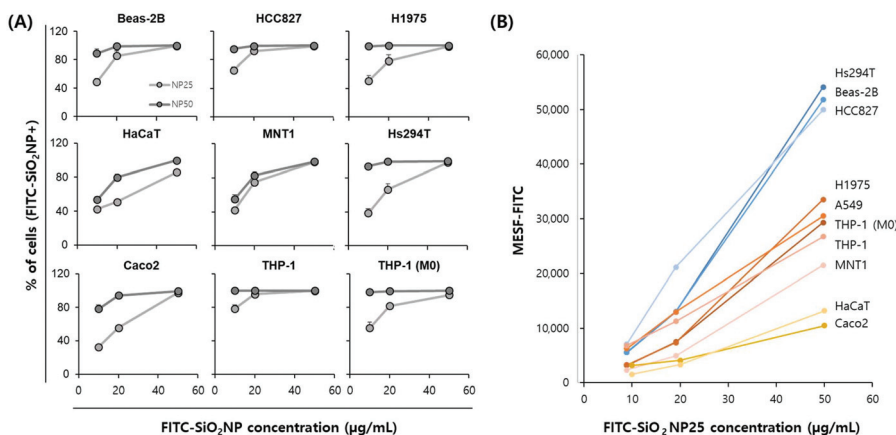 (A)
Beas-2B
HCC827
H1975
120
80
40
0
NP25
NP50
HaCaT
MNT1
Hs294T
120
80
40
0
Caco2
THP-1
THP-1 (M0)
120
80
40
0
0 20 40 60
0 20 40 60
0 20 40 60
% of cells (FITC-SiO₂NP+)
FITC-SiO₂NP concentration (μg/mL)
(B)
60,000
50,000
40,000
30,000
20,000
10,000
0
MESF-FITC
Hs294T
Beas-2B
HCC827
H1975
A549
THP-1 (M0)
THP-1
MNT1
HaCaT
Caco2
0 10 20 30 40 50 60
FITC-SiO₂ NP25 concentration (μg/mL)